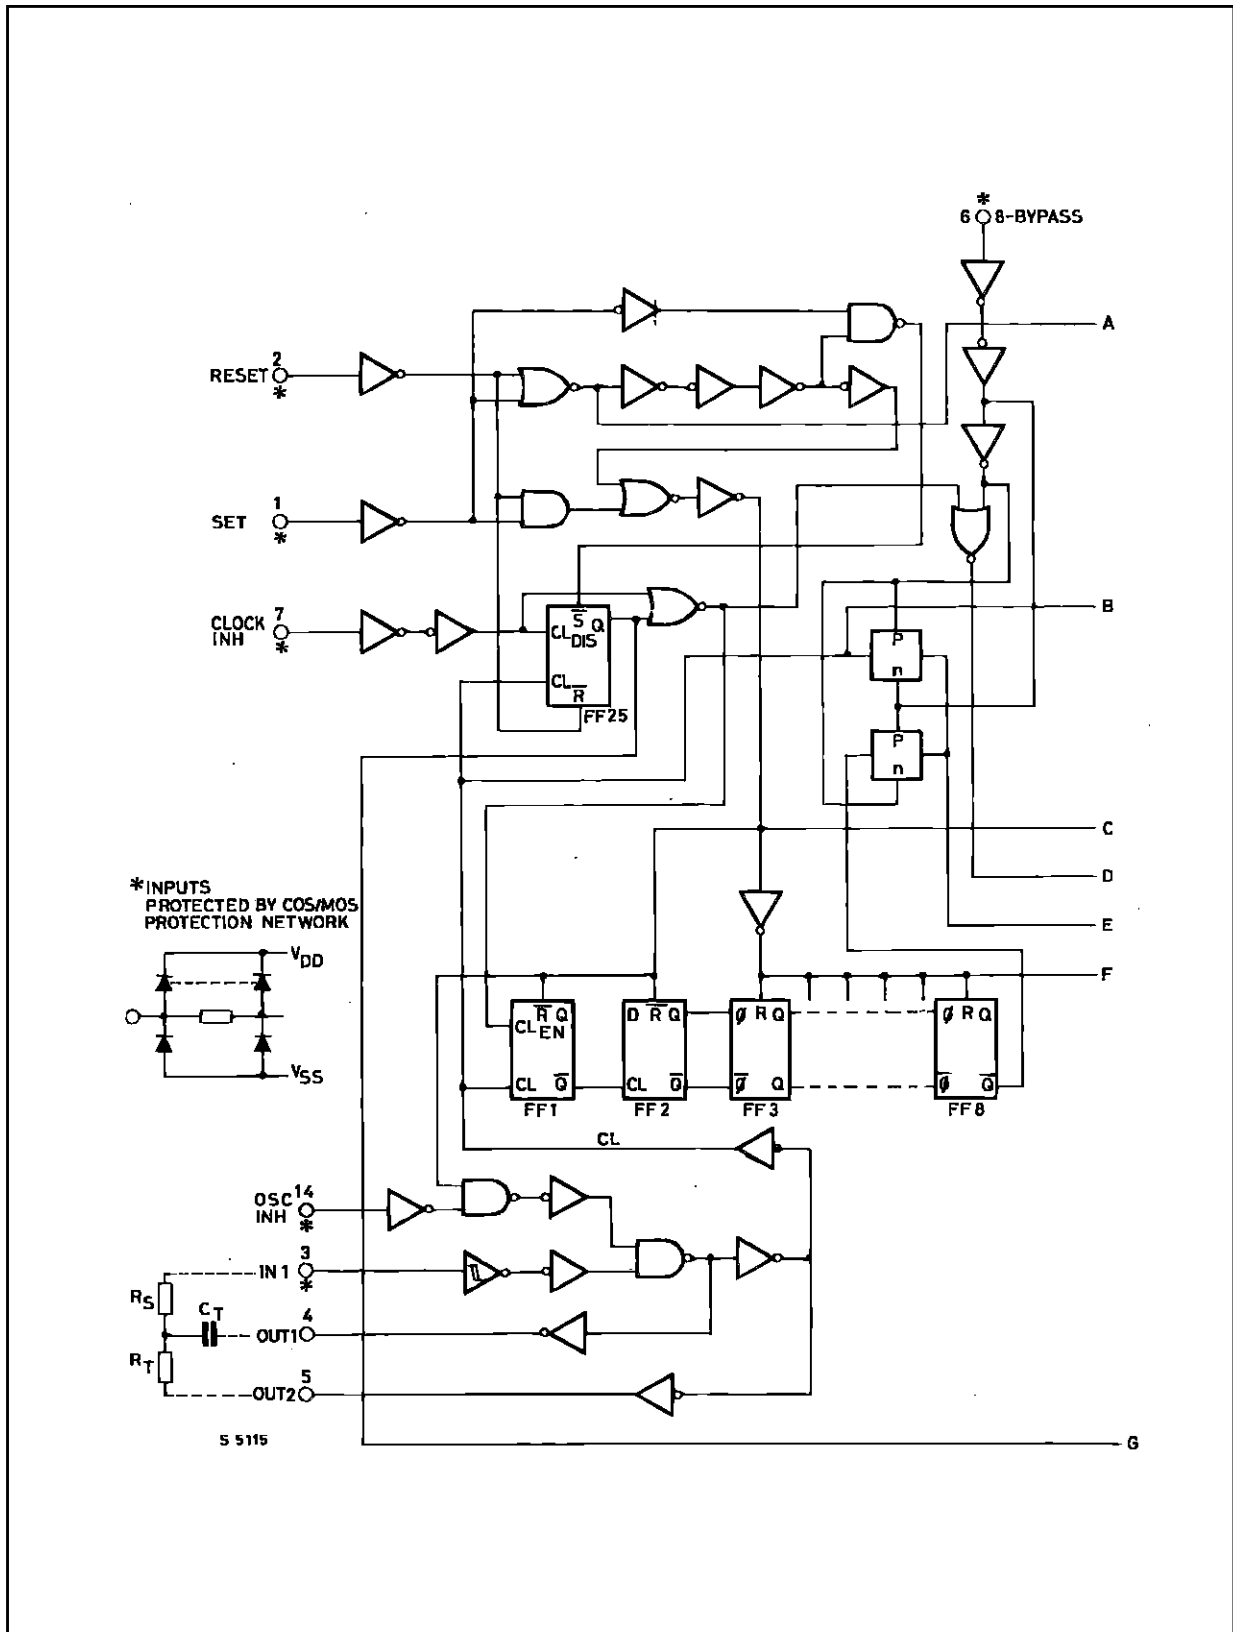 *
6 8-BYPASS
A
2
RESET
*
1
SET
*
7
CLOCK
INH
*
S̅ Q
CL DIS
CL
R̅
FF25
P
n
B
P
n
C
D
E
F
*INPUTS
PROTECTED BY COS/MOS
PROTECTION NETWORK
VDD
VSS
R̅ Q
CL EN
CL Q̅
FF1
D R̅ Q
CL Q̅
FF2
Ø R Q
Ø̅ Q
FF3
Ø R Q
Ø̅ Q̅
FF8
CL
OSC 14
INH
*
3
IN1
*
RS
CT
4
OUT1
RT
5
OUT2
S 5115
G